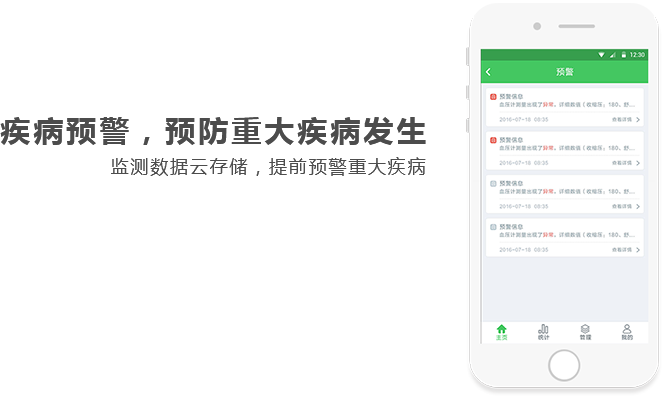 疾病预警，预防重大疾病发生
监测数据云存储，提前预警重大疾病
12:30
预警
预警信息
血压计测量出现了异常。详细数值（收缩压：180、舒...
2016-07-18 08:35 查看详情
预警信息
血压计测量出现了异常。详细数值（收缩压：180、舒...
2016-07-18 08:35 查看详情
预警信息
血压计测量出现了异常。详细数值（收缩压：180、舒...
2016-07-18 08:35 查看详情
预警信息
血压计测量出现了异常。详细数值（收缩压：180、舒...
2016-07-18 08:35 查看详情
主页 统计 管理 我的